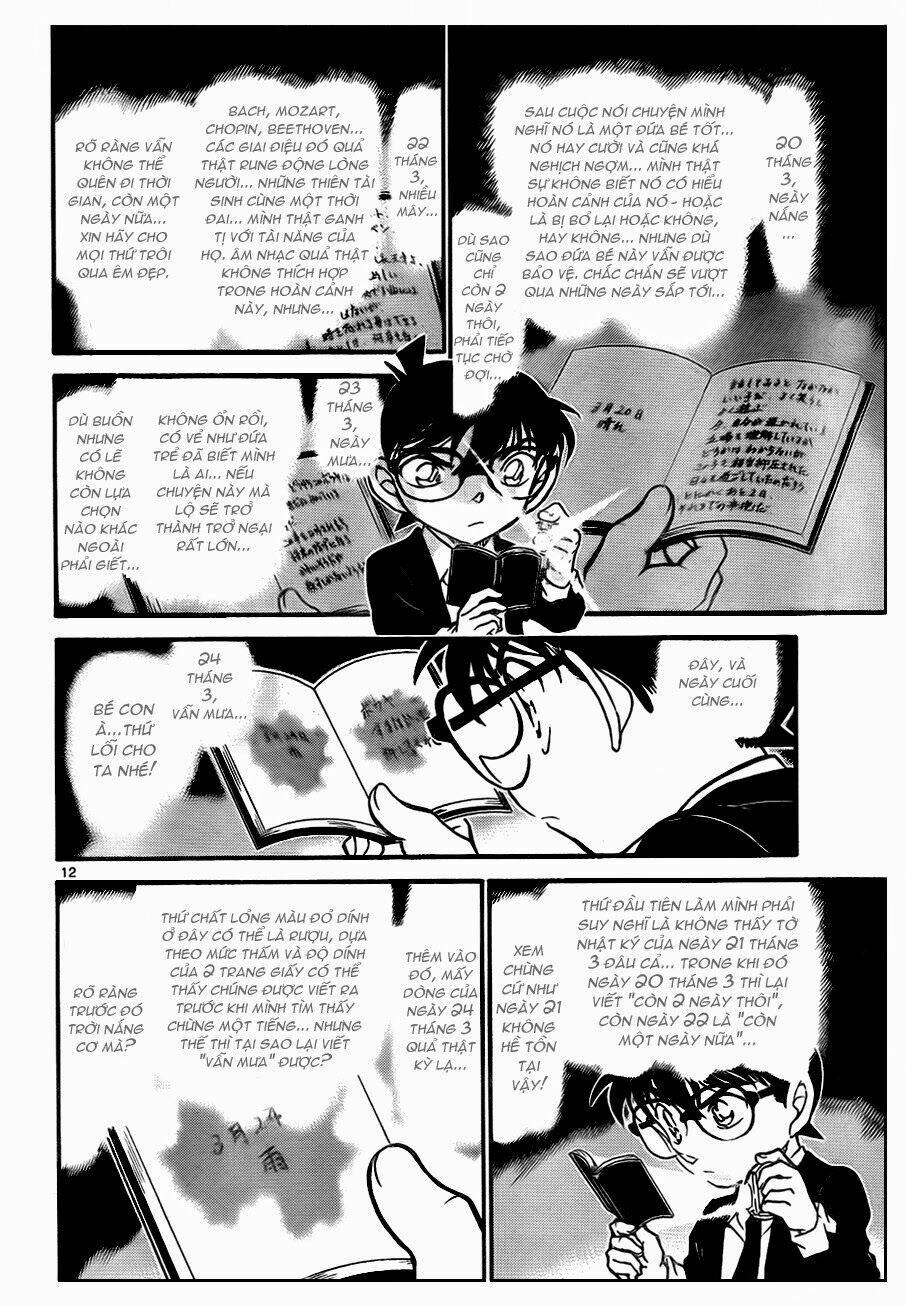 20
THÁNG
3,
NGÀY
NẮNG
...
SAU CUỘC NÓI CHUYỆN MÌNH
NGHĨ NÓ LÀ MỘT ĐỨA BÉ TỐT...
NÓ HAY CƯỜI VÀ CŨNG KHÁ
NGHỊCH NGỢM... MÌNH THẬT
SỰ KHÔNG BIẾT NÓ CÓ HIỂU
HOÀN CẢNH CỦA NÓ- HOẶC
LÀ BỊ BỎ LẠI HOẶC KHÔNG,
HAY KHÔNG... NHƯNG DÙ
SAO ĐỨA BÉ NÀY VẪN ĐƯỢC
BẢO VỆ. CHẮC CHẮN SẼ VƯỢT
QUA NHỮNG NGÀY SẮP TỚI...
DÙ SAO
CŨNG
CHỈ
CÒN 2
NGÀY
THÔI,
PHẢI TIẾP
TỤC CHỜ
ĐỢI...
3月20日
晴れ
22
THÁNG
3,
NHIỀU
MÂY...
BACH, MOZART,
CHOPIN, BEETHOVEN...
CÁC GIAI ĐIỆU ĐÓ QUẢ
THẬT RUNG ĐỘNG LÒNG
NGƯỜI... NHỮNG THIÊN TÀI
SINH CÙNG MỘT THỜI
ĐẠI... MÌNH THẬT GANH
TỊ VỚI TÀI NĂNG CỦA
HỌ. ÂM NHẠC QUẢ THẬT
KHÔNG THÍCH HỢP
TRONG HOÀN CẢNH
NÀY, NHƯNG...
RÕ RÀNG VẪN
KHÔNG THỂ
QUÊN ĐI THỜI
GIAN, CÒN MỘT
NGÀY NỮA...
XIN HÃY CHO
MỌI THỨ TRÔI
QUA ÊM ĐẸP.
23
THÁNG
3,
NGÀY
MƯA...
KHÔNG ỔN RỒI,
CÓ VẺ NHƯ ĐỨA
TRẺ ĐÃ BIẾT MÌNH
LÀ AI... NẾU
CHUYỆN NÀY MÀ
LỘ SẼ TRỞ
THÀNH TRỞ NGẠI
RẤT LỚN...
DÙ BUỒN
NHƯNG
CÓ LẼ
KHÔNG
CÒN LỰA
CHỌN
NÀO KHÁC
NGOÀI
PHẢI GIẾT...
ĐÂY, VÀ
NGÀY CUỐI
CÙNG...
24
THÁNG
3,
VẪN MƯA...
BÉ CON
À...THỨ
LỖI CHO
TA NHÉ!
12
THỨ ĐẦU TIÊN LÀM MÌNH PHẢI
SUY NGHĨ LÀ KHÔNG THẤY TỜ
NHẬT KÝ CỦA NGÀY 21 THÁNG
3 ĐÂU CẢ... TRONG KHI ĐÓ
NGÀY 20 THÁNG 3 THÌ LẠI
VIẾT "CÒN 2 NGÀY THÔI",
CÒN NGÀY 22 LÀ "CÒN
MỘT NGÀY NỮA"...
XEM
CHỪNG
CỨ NHƯ
NGÀY 21
KHÔNG
HỀ TỒN
TẠI
VẬY!
THÊM VÀO
ĐÓ, MẤY
DÒNG CỦA
NGÀY 24
THÁNG 3
QUẢ THẬT
KỲ LẠ...
THỨ CHẤT LỎNG MÀU ĐỎ DÍNH
Ở ĐÂY CÓ THỂ LÀ RƯỢU, DỰA
THEO MỨC THẤM VÀ ĐỘ DÍNH
CỦA 2 TRANG GIẤY CÓ THỂ
THẤY CHÚNG ĐƯỢC VIẾT RA
TRƯỚC KHI MÌNH TÌM THẤY
CHỪNG MỘT TIẾNG... NHƯNG
THẾ THÌ TẠI SAO LẠI VIẾT
"VẪN MƯA" ĐƯỢC?
RÕ RÀNG
TRƯỚC ĐÓ
TRỜI NẮNG
CƠ MÀ?
3月24
雨